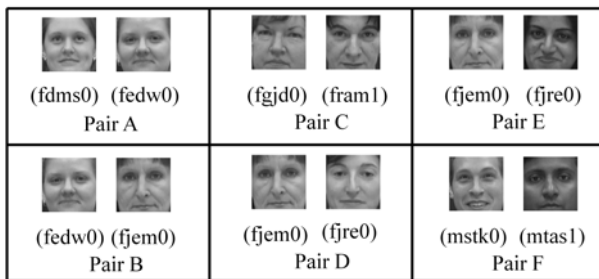 (fdms0) (fedw0)
Pair A
(fgjd0) (fram1)
Pair C
(fjem0) (fjre0)
Pair E
(fedw0) (fjem0)
Pair B
(fjem0) (fjre0)
Pair D
(mstk0) (mtas1)
Pair F